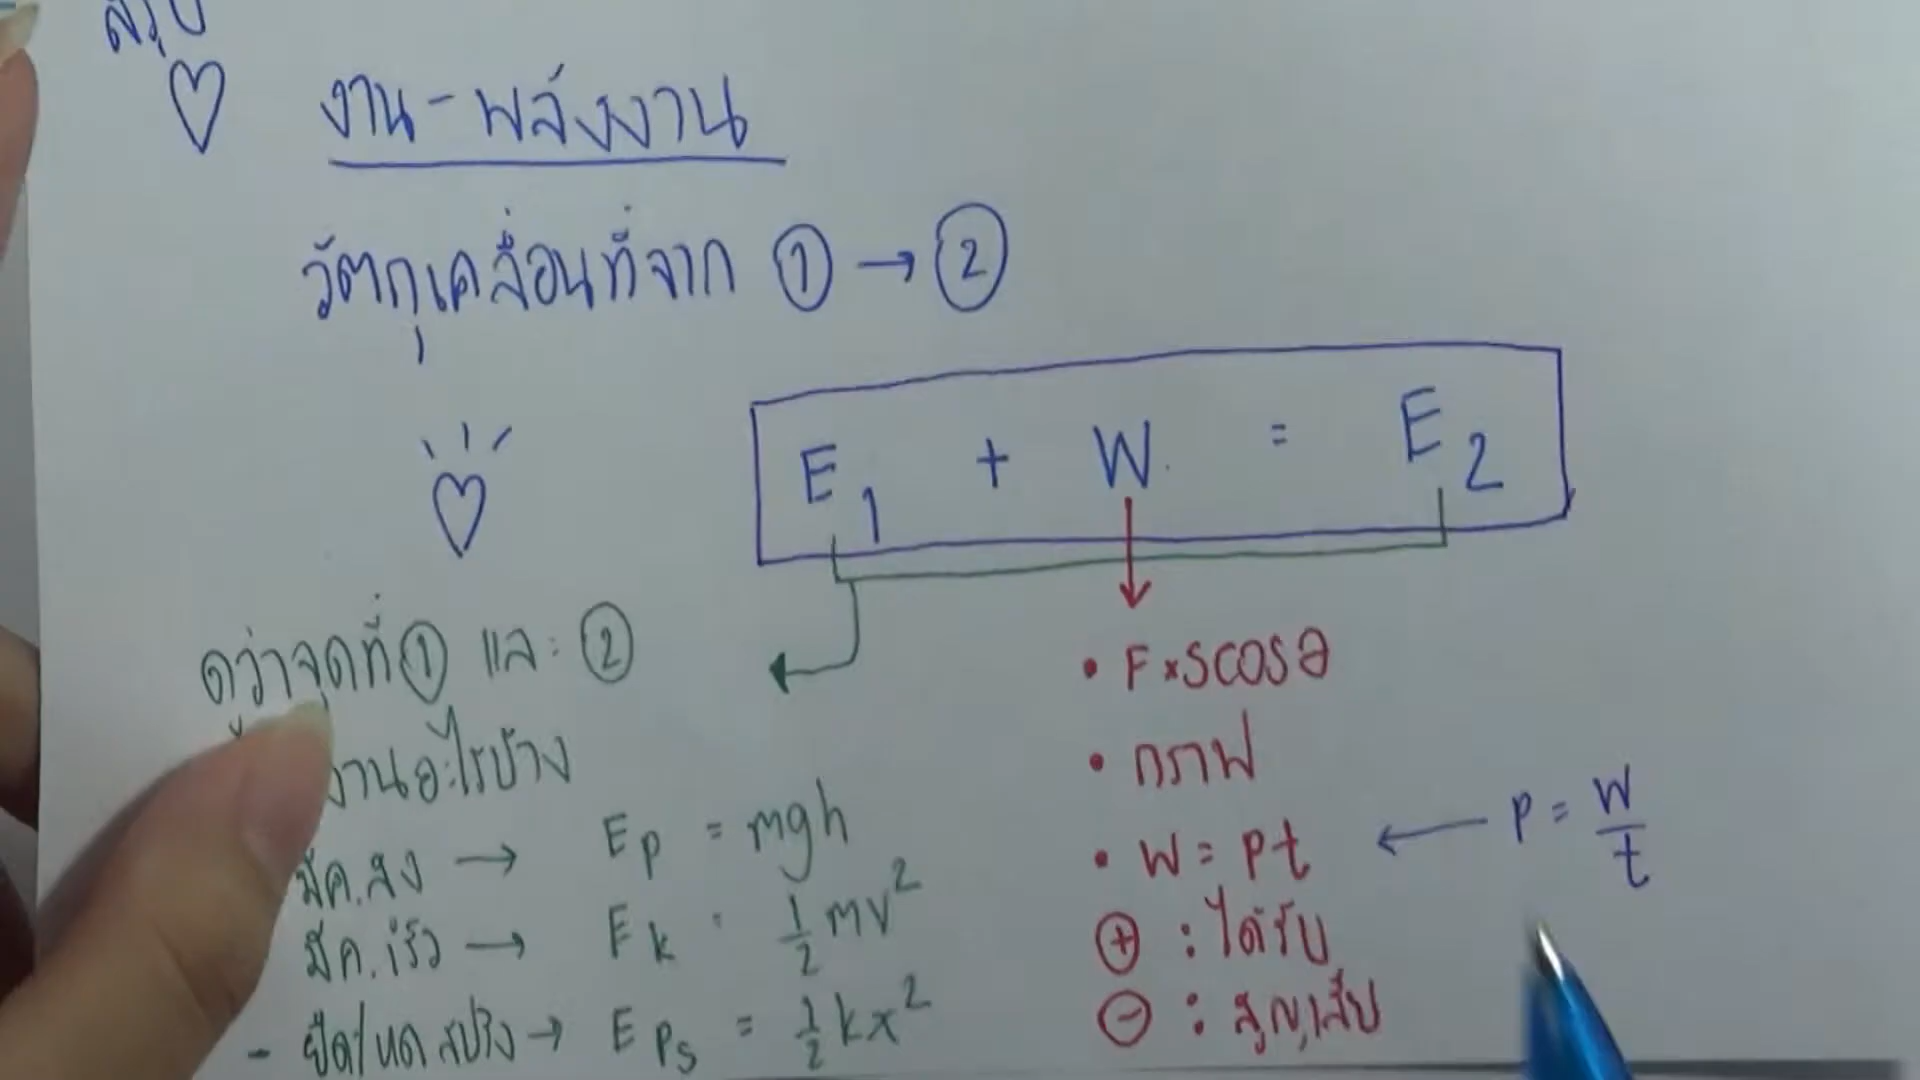 สรุป
งาน-พลังงาน
วัตถุเคลื่อนที่จาก ① → ②
E₁ + W = E₂
ดูว่าจุดที่ ① และ ②
งานอะไรบ้าง
มีค.สูง → Ep = mgh
มีค.เร็ว → Ek = ½mv²
- ยืด/หด สปริง → Eps = ½kx²
• F×Scosθ
• กราฟ
• W = Pt ← P = W/t
⊕ : ได้รับ
⊖ : สูญเสีย